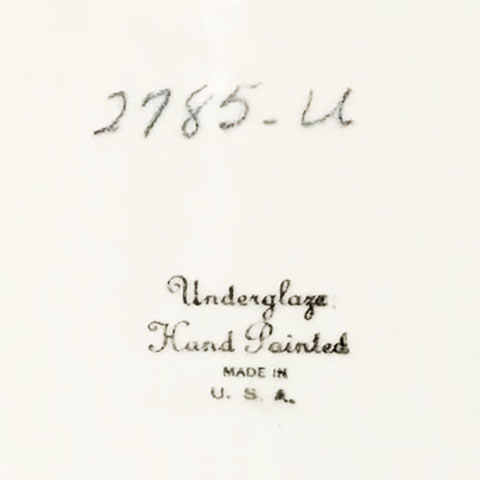 2785-U
Underglaze
Hand Painted
MADE IN
U. S. A.